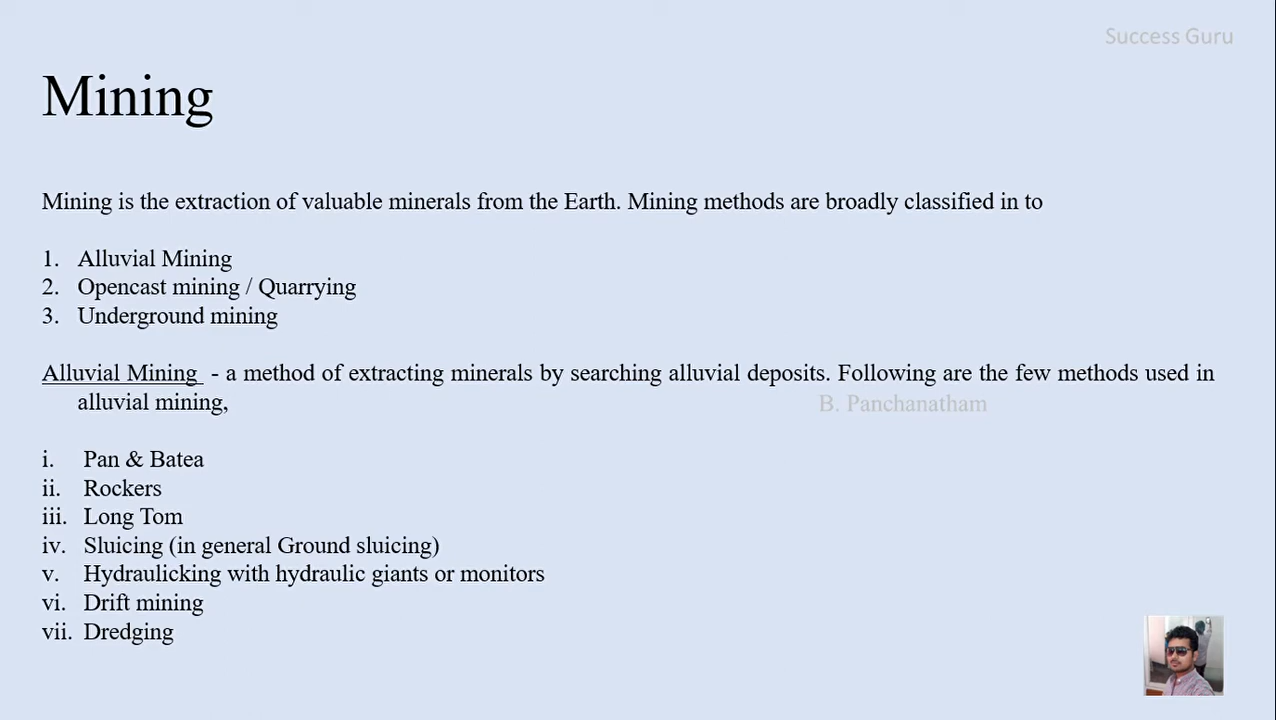 Success Guru
Mining
Mining is the extraction of valuable minerals from the Earth. Mining methods are broadly classified in to
1. Alluvial Mining
2. Opencast mining / Quarrying
3. Underground mining
Alluvial Mining - a method of extracting minerals by searching alluvial deposits. Following are the few methods used in
alluvial mining,
B. Panchanatham
i. Pan & Batea
ii. Rockers
iii. Long Tom
iv. Sluicing (in general Ground sluicing)
v. Hydraulicking with hydraulic giants or monitors
vi. Drift mining
vii. Dredging